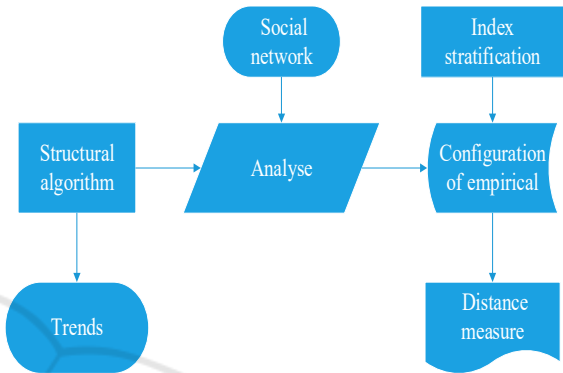 Social
network
Index
stratification
Structural
algorithm
Analyse
Configuration
of empirical
Trends
Distance
measure